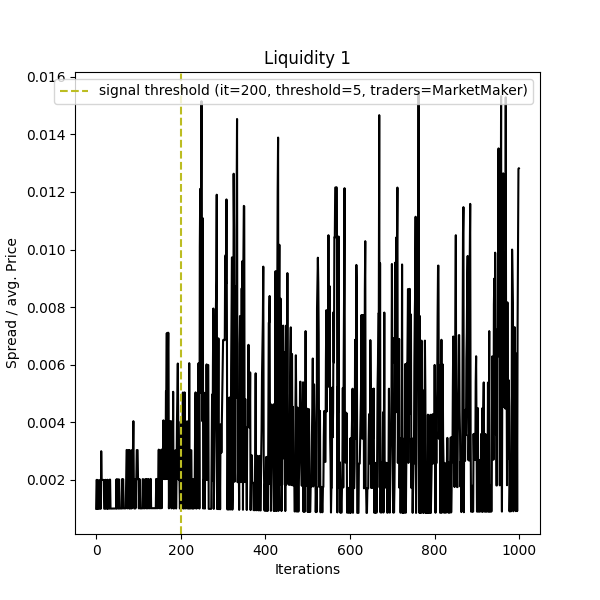 Liquidity 1
signal threshold (it=200, threshold=5, traders=MarketMaker)
0.016
0.014
0.012
0.010
0.008
0.006
0.004
0.002
Spread / avg. Price
0 200 400 600 800 1000
Iterations